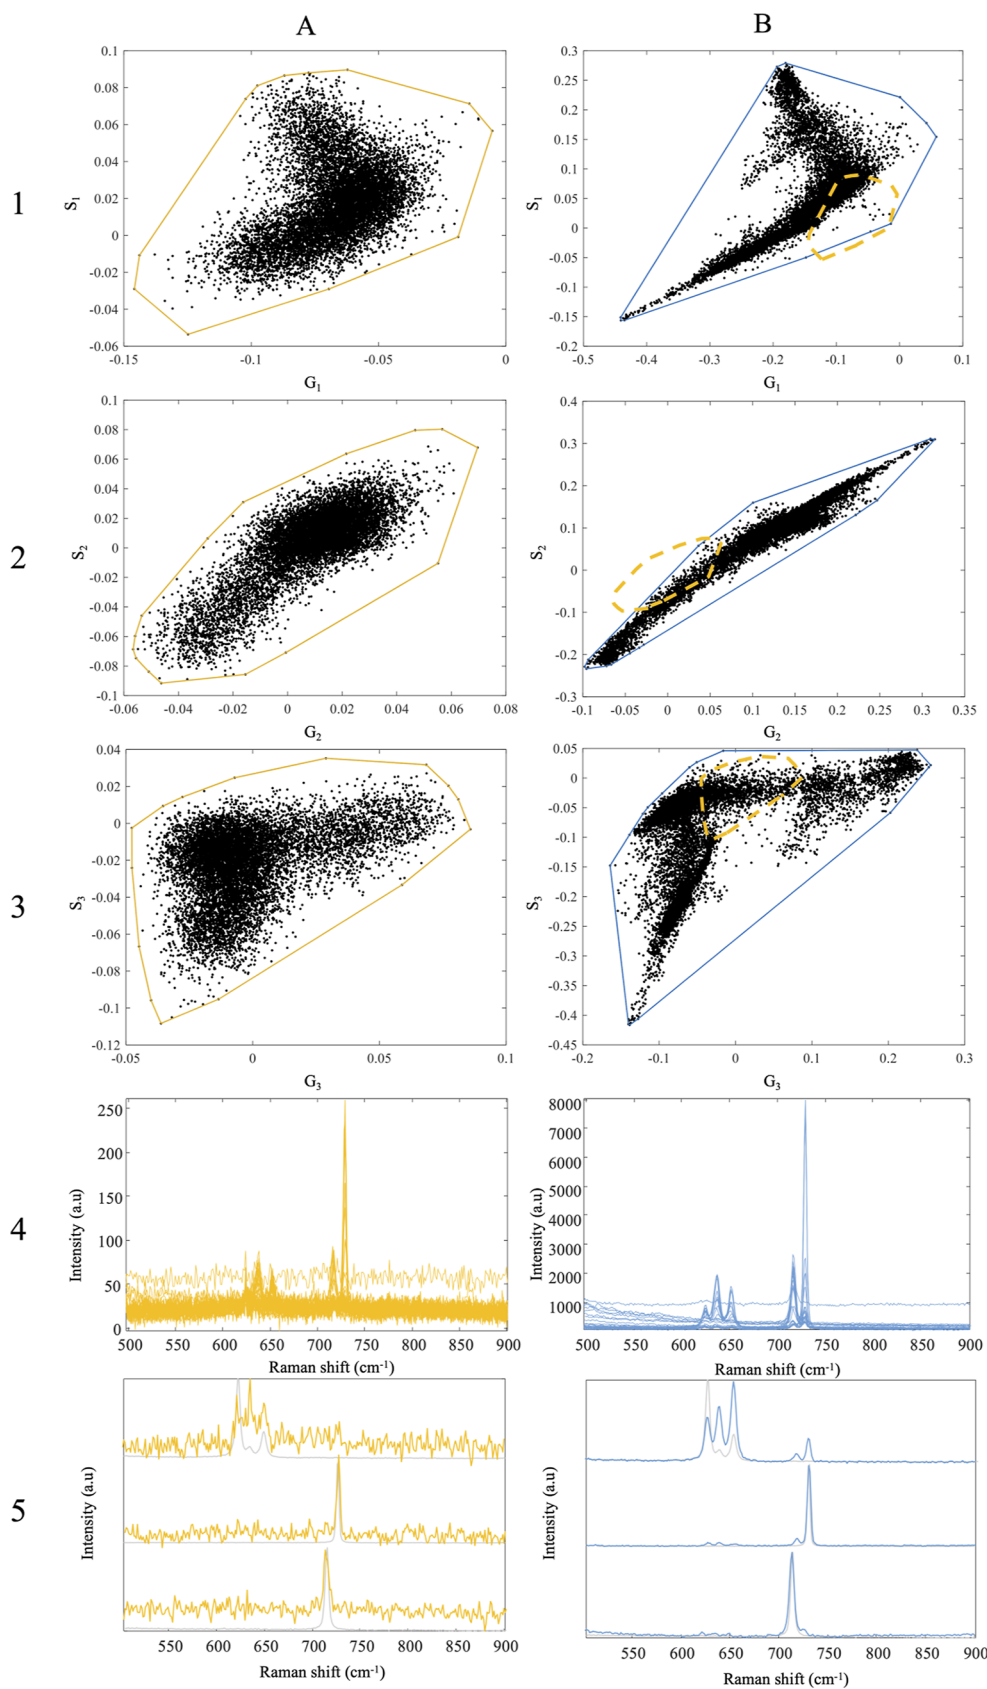 A B
1
0.1
0.08
0.06
0.04
0.02
0
-0.02
-0.04
-0.06
S1
-0.15 -0.1 -0.05 0
G1
0.3
0.25
0.2
0.15
0.1
0.05
0
-0.05
-0.1
-0.15
-0.2
S1
-0.5 -0.4 -0.3 -0.2 -0.1 0 0.1
G1
2
0.1
0.08
0.06
0.04
0.02
0
-0.02
-0.04
-0.06
-0.08
-0.1
S2
-0.06 -0.04 -0.02 0 0.02 0.04 0.06 0.08
G2
0.4
0.3
0.2
0.1
0
-0.1
-0.2
-0.3
S2
-0.1 -0.05 0 0.05 0.1 0.15 0.2 0.25 0.3 0.35
G2
3
0.04
0.02
0
-0.02
-0.04
-0.06
-0.08
-0.1
-0.12
S3
-0.05 0 0.05 0.1
G3
0.05
0
-0.05
-0.1
-0.15
-0.2
-0.25
-0.3
-0.35
-0.4
-0.45
S3
-0.2 -0.1 0 0.1 0.2 0.3
G3
4
250
200
150
100
50
0
Intensity (a.u)
500 550 600 650 700 750 800 850 900
Raman shift (cm-1)
8000
7000
6000
5000
4000
3000
2000
1000
Intensity (a.u)
500 550 600 650 700 750 800 850 900
Raman shift (cm-1)
5
Intensity (a.u)
550 600 650 700 750 800 850 900
Raman shift (cm-1)
Intensity (a.u)
550 600 650 700 750 800 850 900
Raman shift (cm-1)